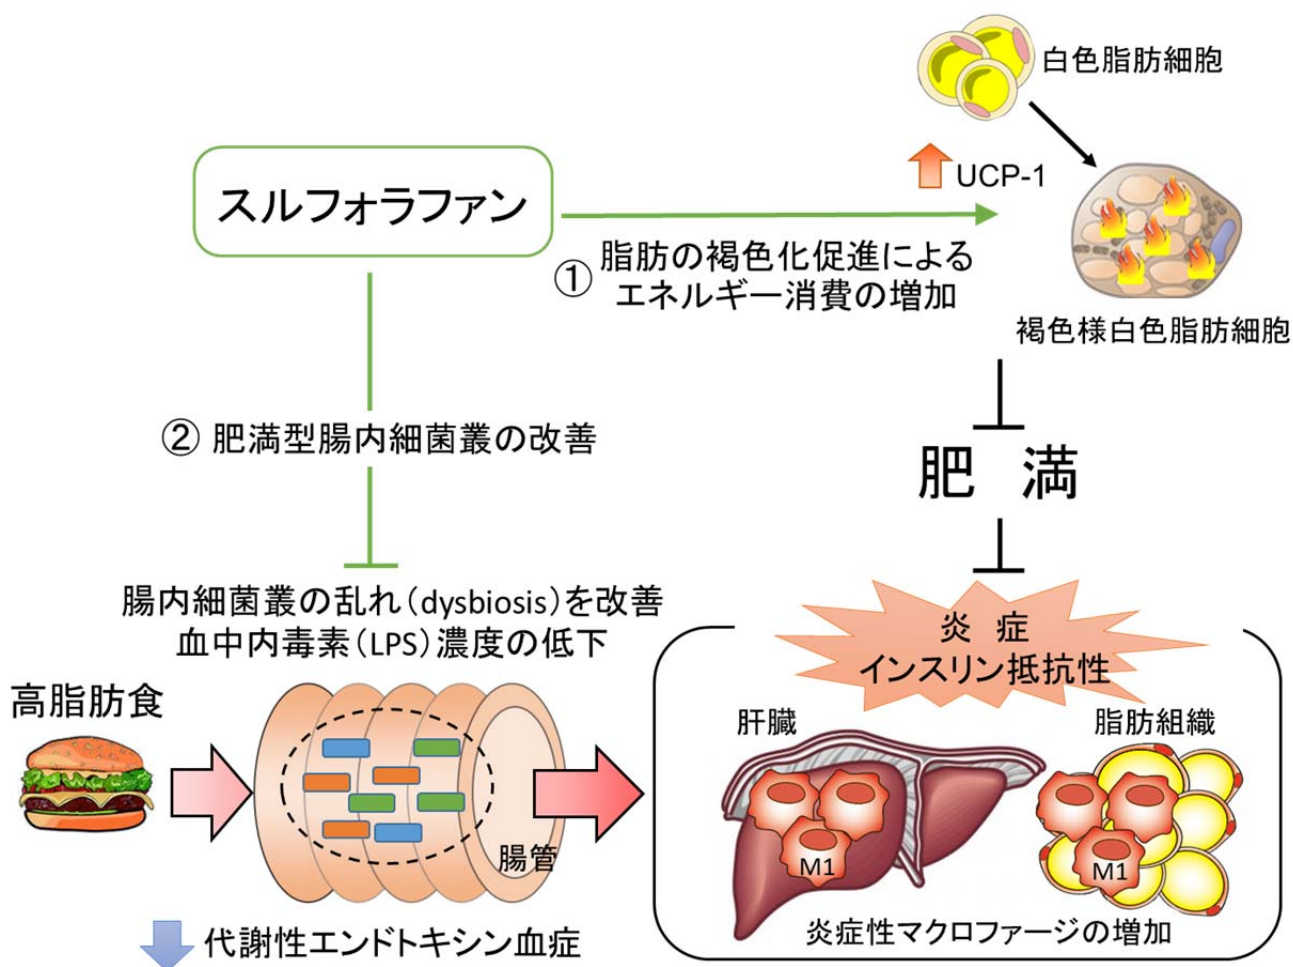 白色脂肪細胞
スルフォラファン
UCP-1
① 脂肪の褐色化促進による
エネルギー消費の増加
褐色様白色脂肪細胞
② 肥満型腸内細菌叢の改善
肥 満
腸内細菌叢の乱れ(dysbiosis)を改善
血中内毒素(LPS)濃度の低下
炎 症
インスリン抵抗性
高脂肪食
肝臓
脂肪組織
腸管
M1
M1
代謝性エンドトキシン血症
炎症性マクロファージの増加